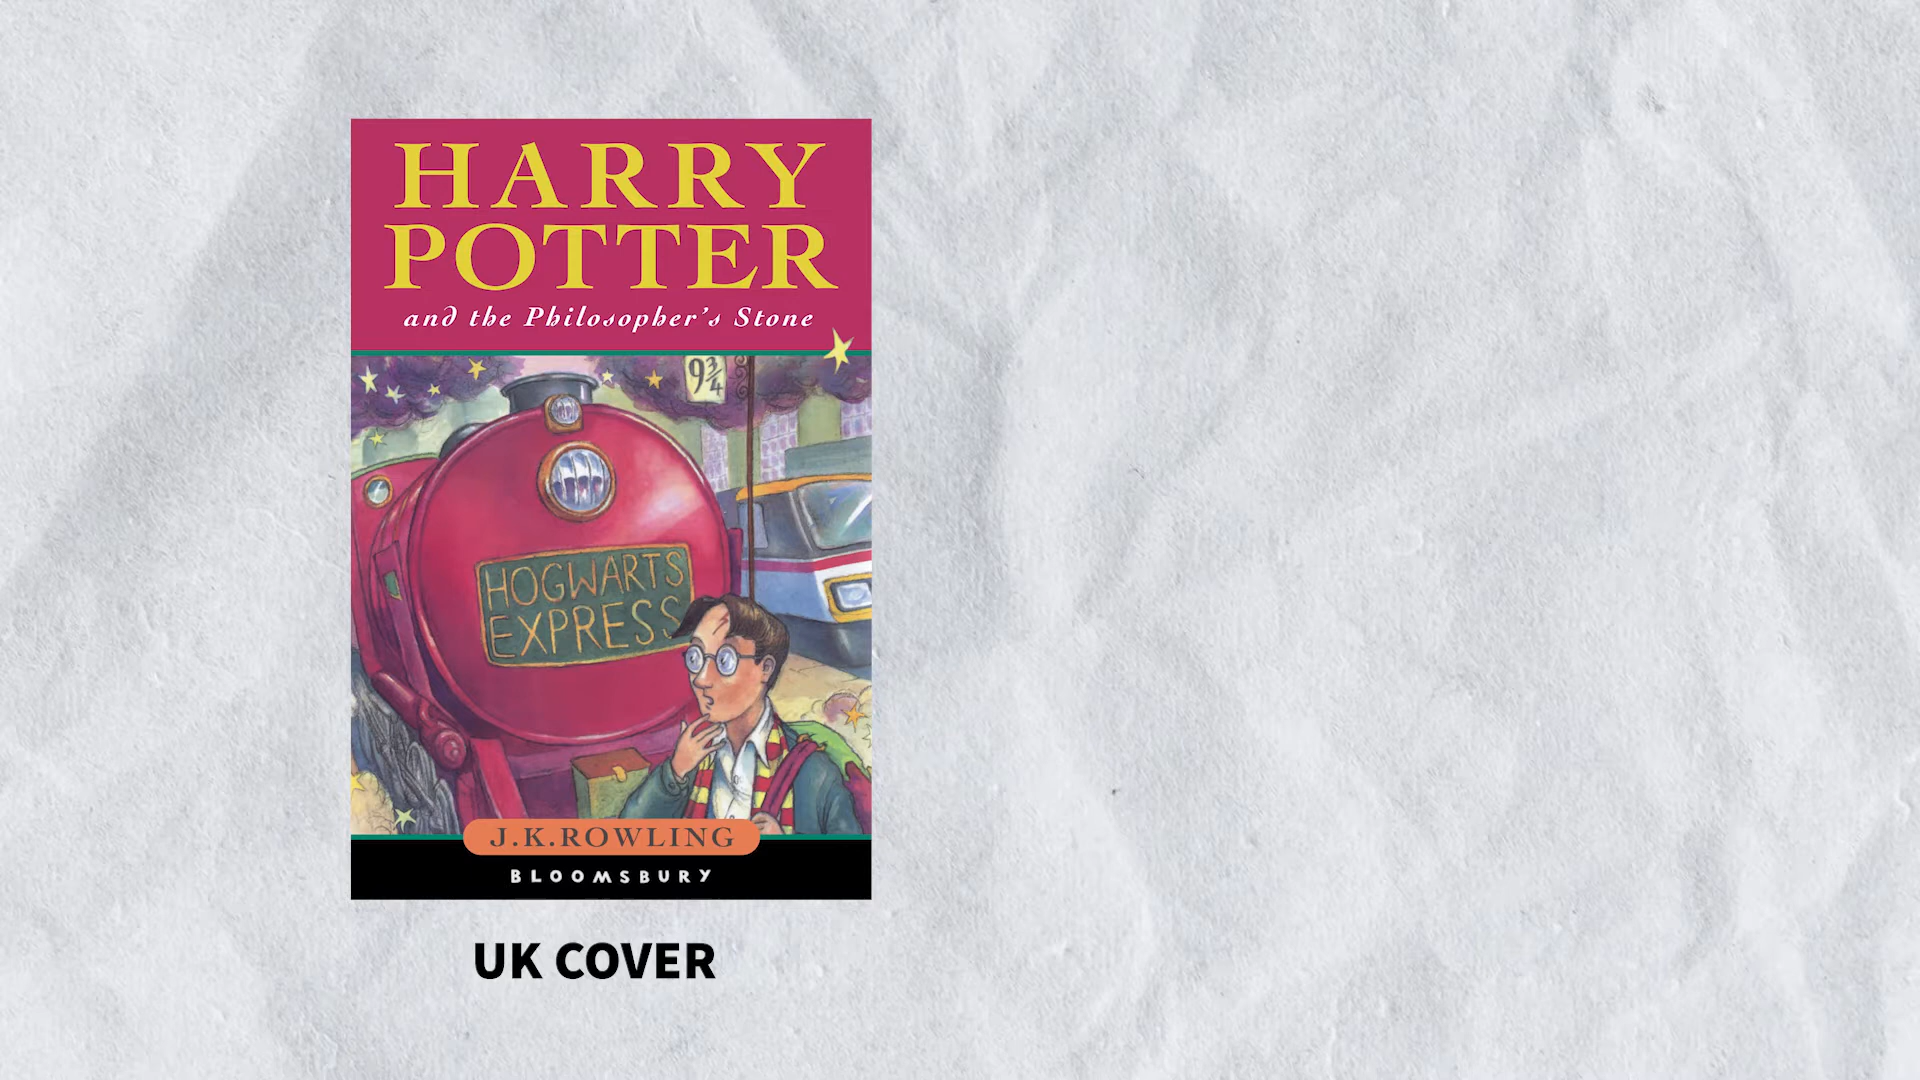 HARRY
POTTER
and the Philosopher's Stone
9¾
HOGWARTS
EXPRESS
J.K.ROWLING
BLOOMSBURY
UK COVER